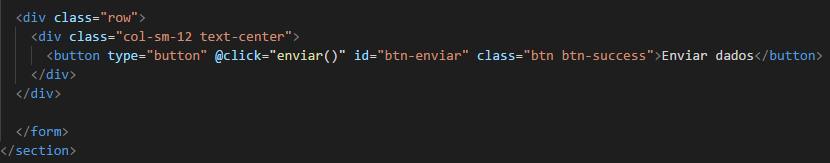 <div class="row">
<div class="col-sm-12 text-center">
<button type="button" @click="enviar()" id="btn-enviar" class="btn btn-success">Enviar dados</button>
</div>
</div>
</form>
</section>